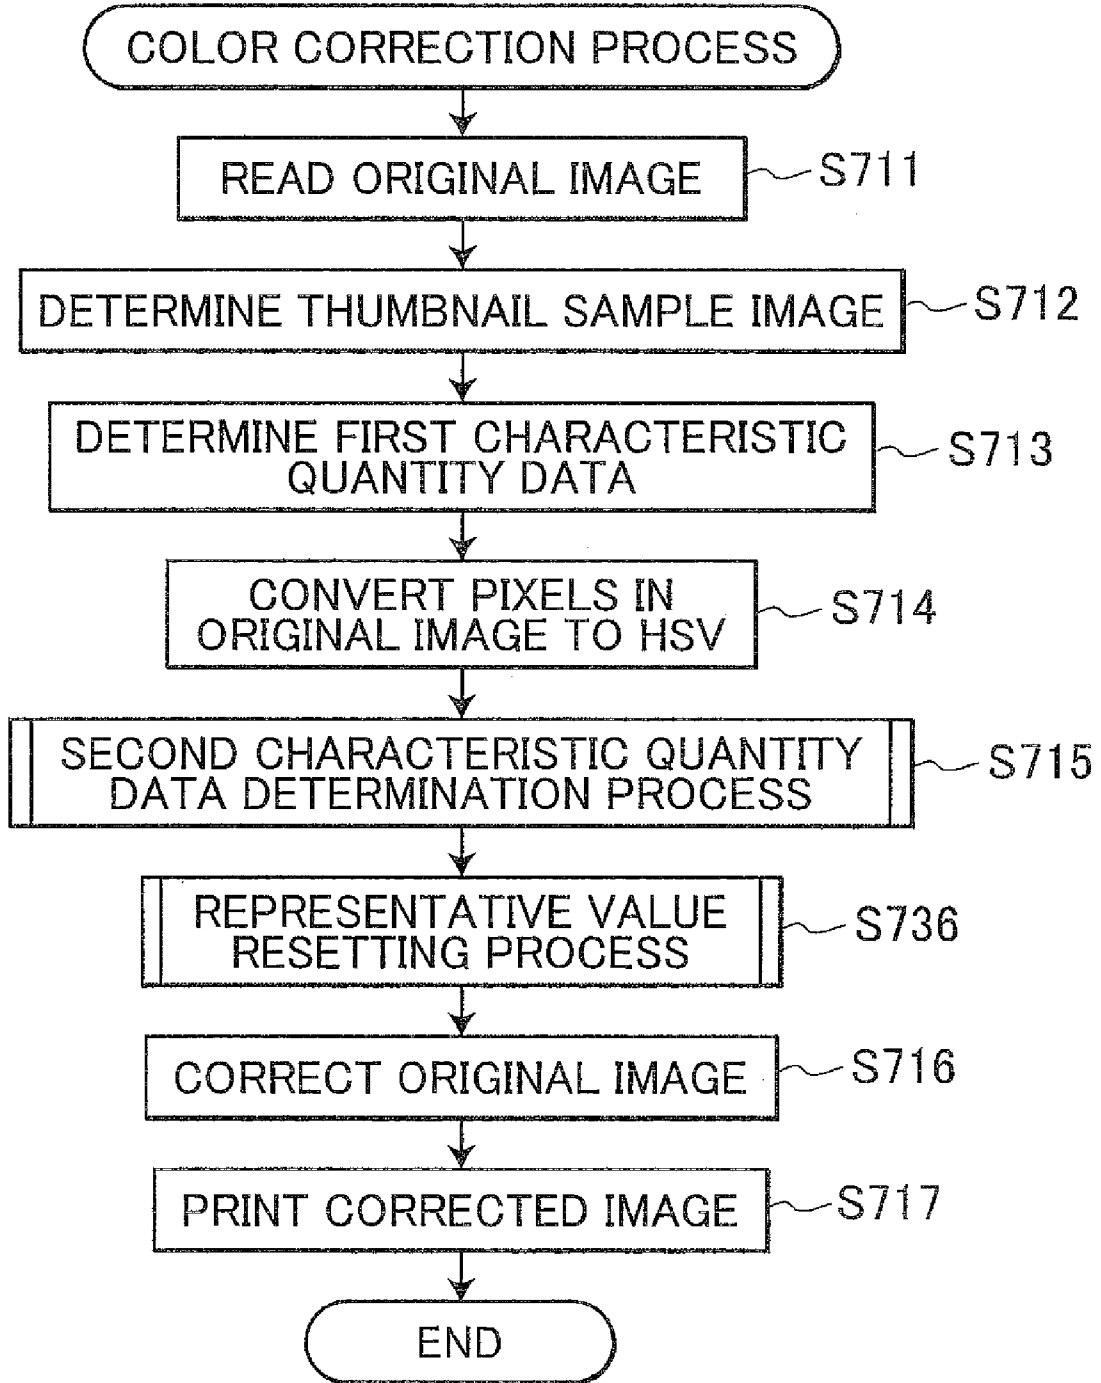 COLOR CORRECTION PROCESS
READ ORIGINAL IMAGE
S711
DETERMINE THUMBNAIL SAMPLE IMAGE
S712
DETERMINE FIRST CHARACTERISTIC
QUANTITY DATA
S713
CONVERT PIXELS IN
ORIGINAL IMAGE TO HSV
S714
SECOND CHARACTERISTIC QUANTITY
DATA DETERMINATION PROCESS
S715
REPRESENTATIVE VALUE
RESETTING PROCESS
S736
CORRECT ORIGINAL IMAGE
S716
PRINT CORRECTED IMAGE
S717
END